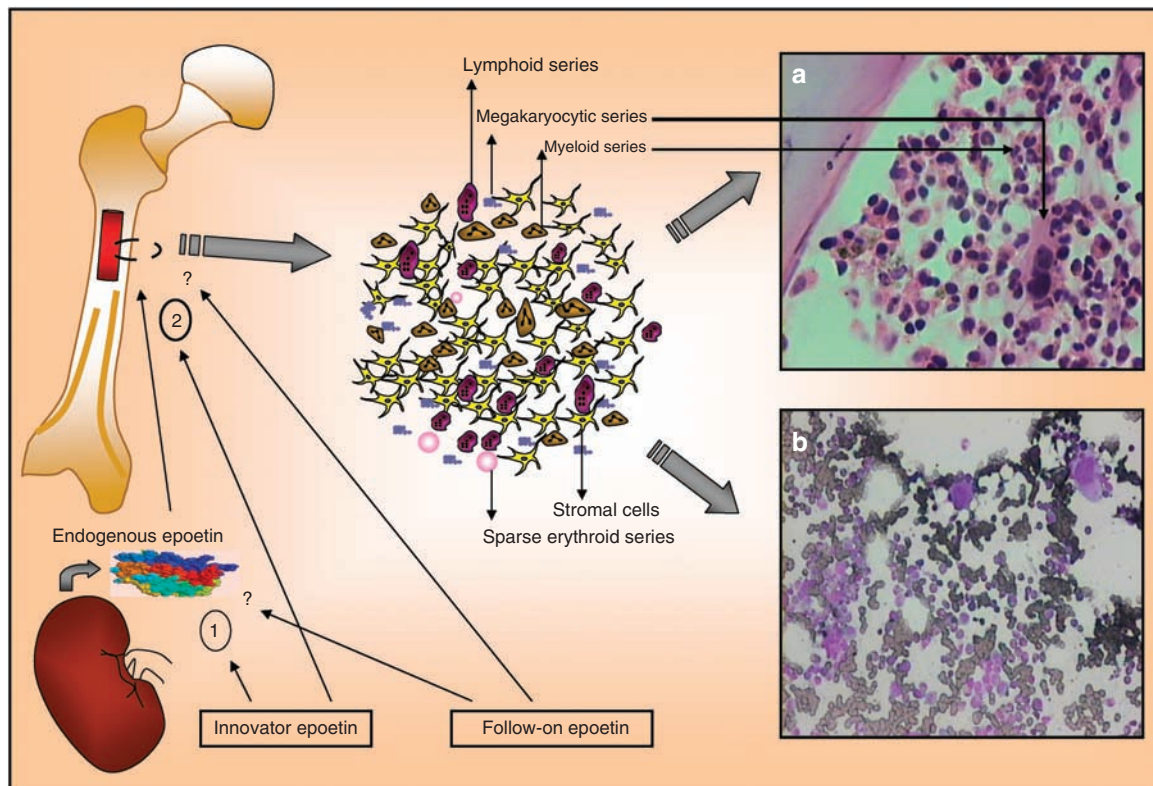 Lymphoid series
Megakaryocytic series
Myeloid series
a
?
2
Stromal cells
Sparse erythroid series
b
Endogenous epoetin
?
1
Innovator epoetin
Follow-on epoetin